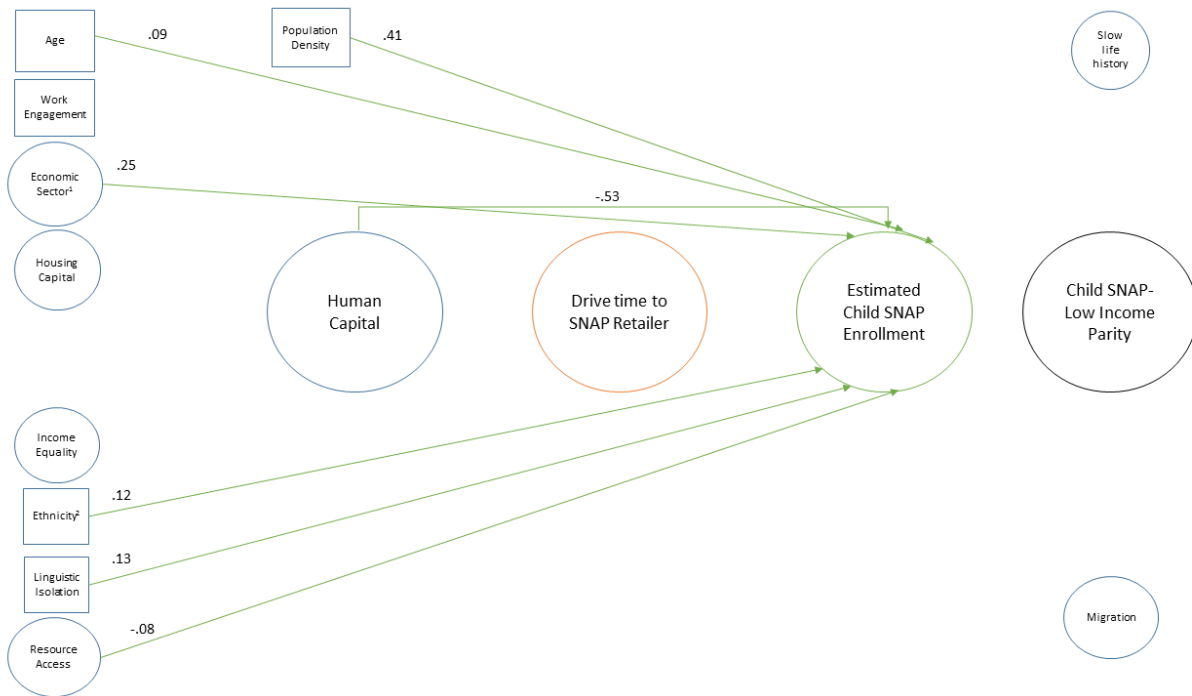 Age
.09
Population
Density
.41
Slow
life
history
Work
Engagement
Economic
Sector¹
.25
-.53
Housing
Capital
Human
Capital
Drive time to
SNAP Retailer
Estimated
Child SNAP
Enrollment
Child SNAP-
Low Income
Parity
Income
Equality
Ethnicity²
.12
Linguistic
Isolation
.13
Resource
Access
-.08
Migration